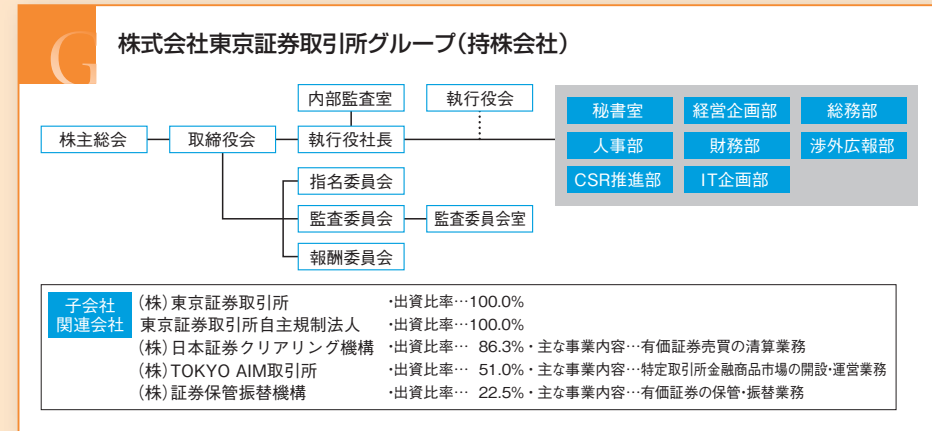 G
株式会社東京証券取引所グループ(持株会社)
内部監査室 執行役会
株主総会 取締役会 執行役社長
指名委員会
監査委員会 監査委員会室
報酬委員会
秘書室 経営企画部 総務部
人事部 財務部 渉外広報部
CSR推進部 IT企画部
子会社
関連会社
(株)東京証券取引所 ・出資比率…100.0%
東京証券取引所自主規制法人 ・出資比率…100.0%
(株)日本証券クリアリング機構 ・出資比率… 86.3%・主な事業内容…有価証券売買の清算業務
(株)TOKYO AIM取引所 ・出資比率… 51.0%・主な事業内容…特定取引所金融商品市場の開設・運営業務
(株)証券保管振替機構 ・出資比率… 22.5%・主な事業内容…有価証券の保管・振替業務